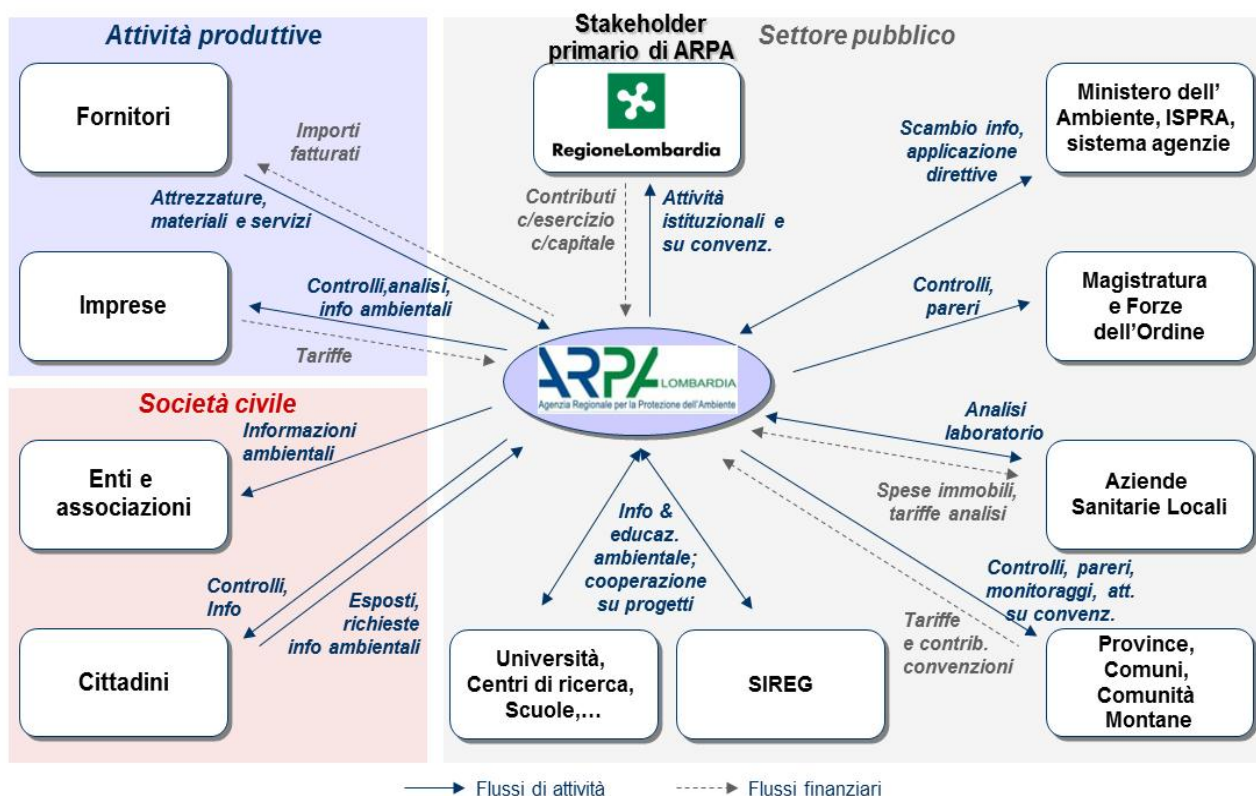 Attività produttive
Fornitori
Importi
fatturati
Attrezzature,
materiali e servizi
Imprese
Controlli,analisi,
info ambientali
Tariffe
Società civile
Informazioni
ambientali
Enti e
associazioni
Controlli,
Info
Esposti,
richieste
info ambientali
Cittadini
Stakeholder
primario di ARPA
Settore pubblico
RegioneLombardia
Contributi
c/esercizio
c/capitale
Attività
istituzionali e
su convenz.
Scambio info,
applicazione
direttive
Ministero dell’
Ambiente, ISPRA,
sistema agenzie
Controlli,
pareri
Magistratura
e Forze
dell’Ordine
ARPA LOMBARDIA
Agenzia Regionale per la Protezione dell'Ambiente
Analisi
laboratorio
Spese immobili,
tariffe analisi
Aziende
Sanitarie Locali
Info &
educaz.
ambientale;
cooperazione
su progetti
Controlli, pareri,
monitoraggi, att.
su convenz.
Tariffe
e contrib.
convenzioni
Università,
Centri di ricerca,
Scuole,…
SIREG
Province,
Comuni,
Comunità
Montane
Flussi di attività
Flussi finanziari